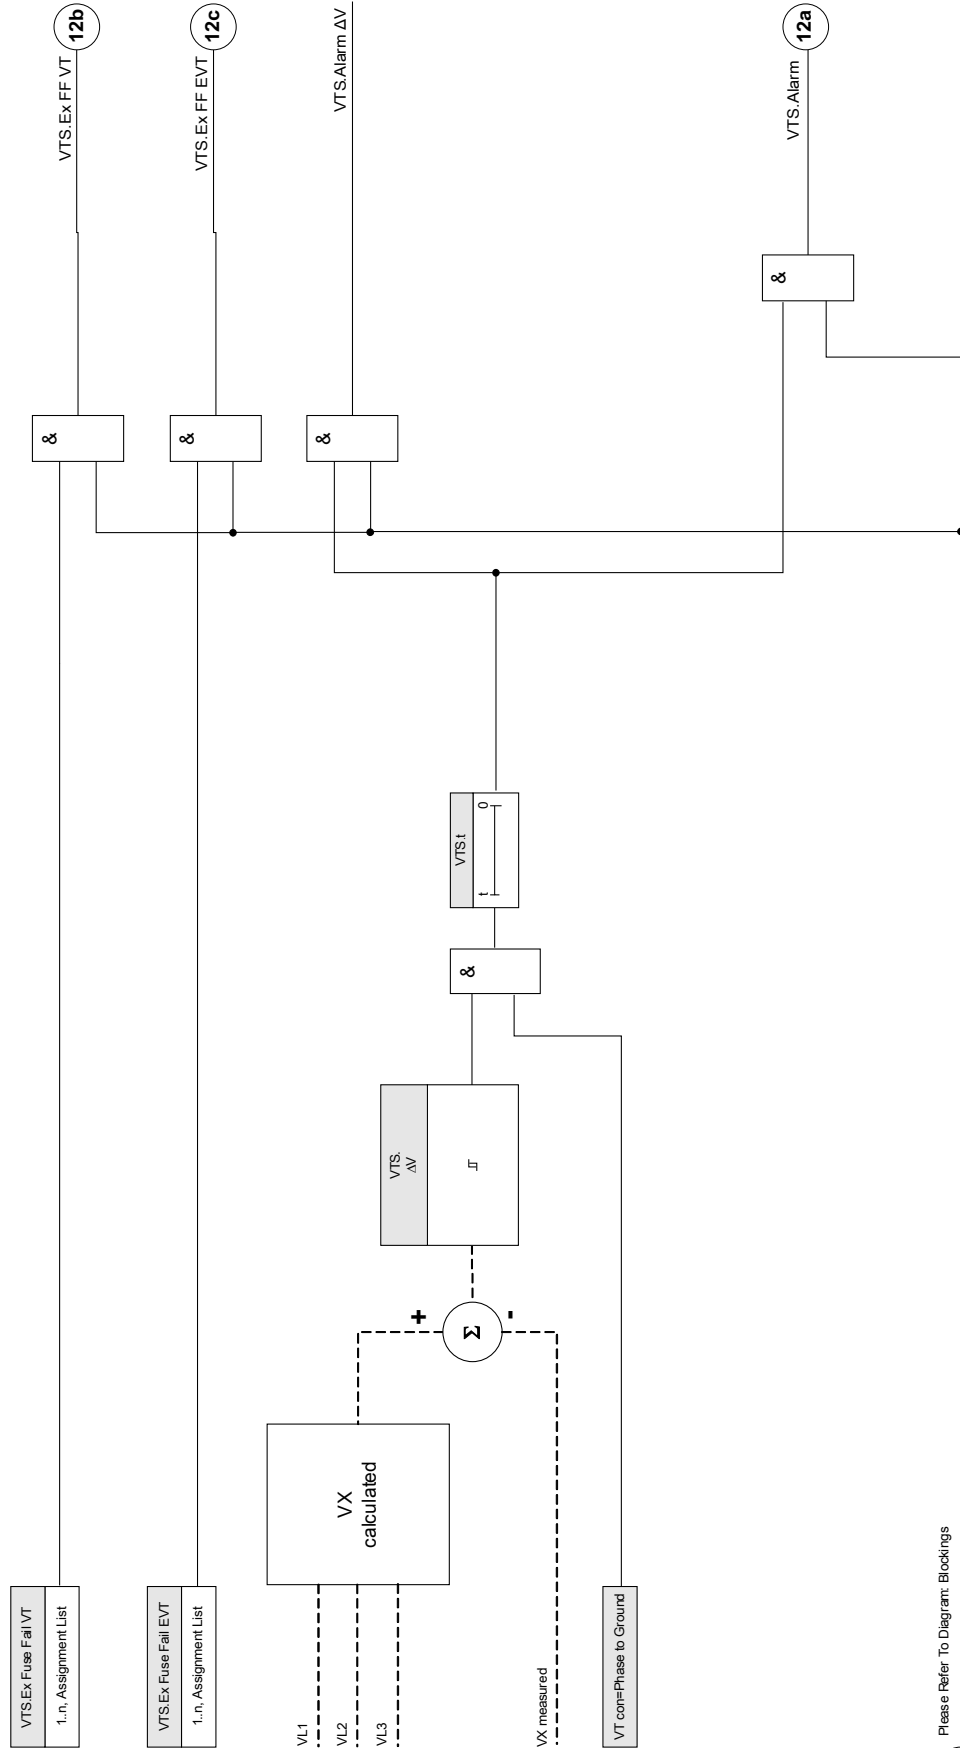 VTS.Ex Fuse Fail VT
1..n, Assignment List
&
VTS.Ex FF VT
12b
VTS.Ex Fuse Fail EVT
1..n, Assignment List
&
VTS.Ex FF EVT
12c
VL1
VL2
VL3
VX
calculated
+
Σ
-
VTS.
ΔV
&
VTS.t
t
0
&
VTS.Alarm ΔV
VX measured
VT con=Phase to Ground
&
VTS.Alarm
12a
Please Refer To Diagram: Blockings